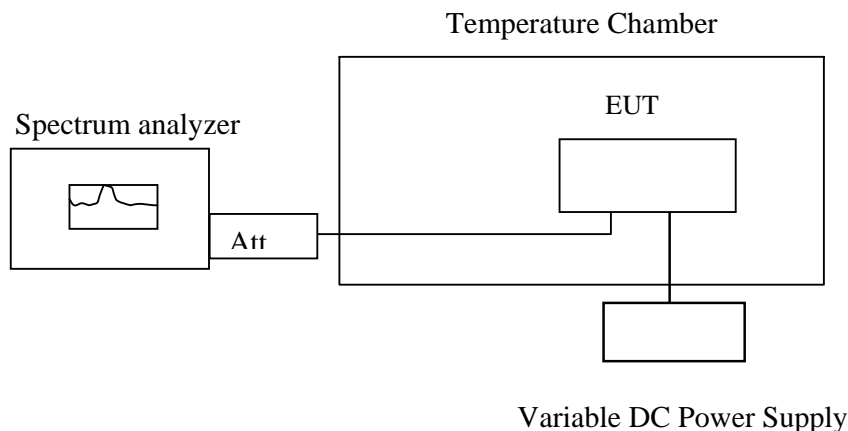 Temperature Chamber
EUT
Spectrum analyzer
Att
Variable DC Power Supply